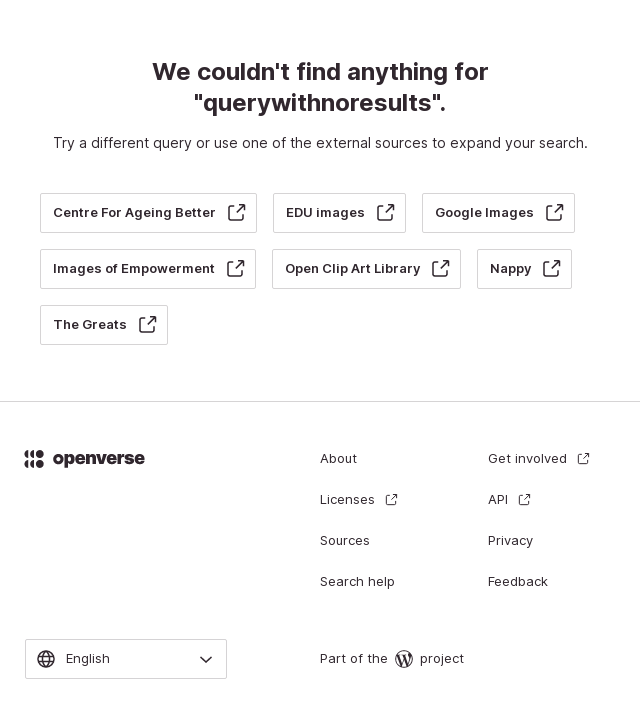 We couldn't find anything for
"querywithnoresults".
Try a different query or use one of the external sources to expand your search.
Centre For Ageing Better
EDU images
Google Images
Images of Empowerment
Open Clip Art Library
Nappy
The Greats
openverse
About
Get involved
Licenses
API
Sources
Privacy
Search help
Feedback
English
Part of the project